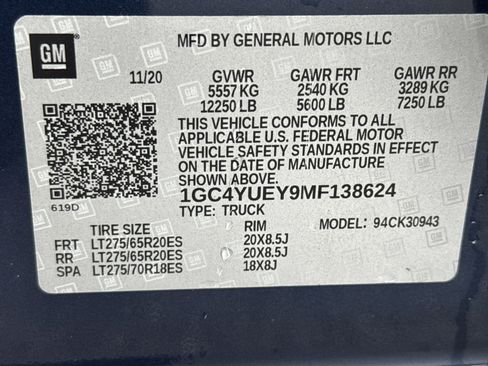 GM
MFD BY GENERAL MOTORS LLC
11/20 GVWR GAWR FRT GAWR RR
5557 KG 2540 KG 3289 KG
12250 LB 5600 LB 7250 LB
THIS VEHICLE CONFORMS TO ALL
APPLICABLE U.S. FEDERAL MOTOR
VEHICLE SAFETY STANDARDS IN EFFECT
ON THE DATE OF MANUFACTURE
SHOWN ABOVE.
1GC4YUEY9MF138624
619D TYPE: TRUCK MODEL: 94CK30943
TIRE SIZE RIM
FRT LT275/65R20ES 20X8.5J
RR LT275/65R20ES 20X8.5J
SPA LT275/70R18ES 18X8J